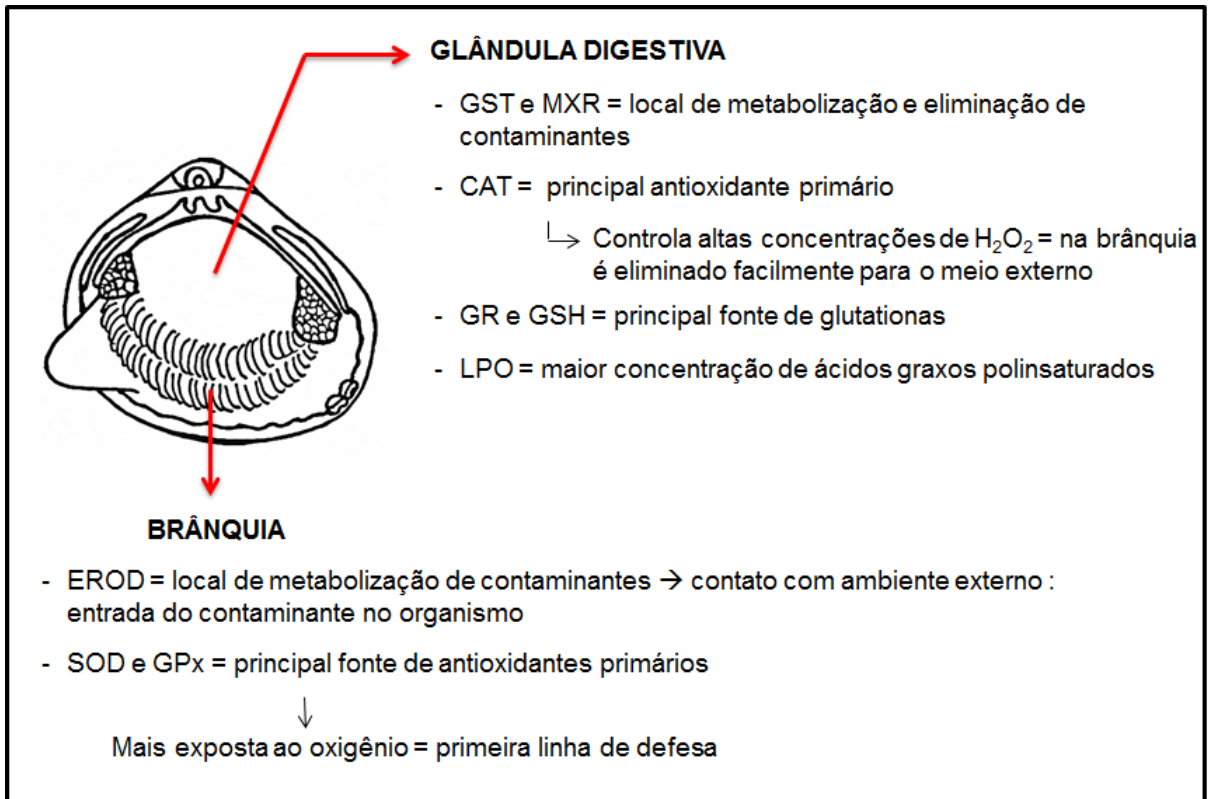 GLÂNDULA DIGESTIVA
- GST e MXR = local de metabolização e eliminação de
contaminantes
- CAT = principal antioxidante primário
Controla altas concentrações de H₂O₂ = na brânquia
é eliminado facilmente para o meio externo
- GR e GSH = principal fonte de glutationas
- LPO = maior concentração de ácidos graxos polinsaturados
BRÂNQUIA
- EROD = local de metabolização de contaminantes → contato com ambiente externo :
entrada do contaminante no organismo
- SOD e GPx = principal fonte de antioxidantes primários
Mais exposta ao oxigênio = primeira linha de defesa